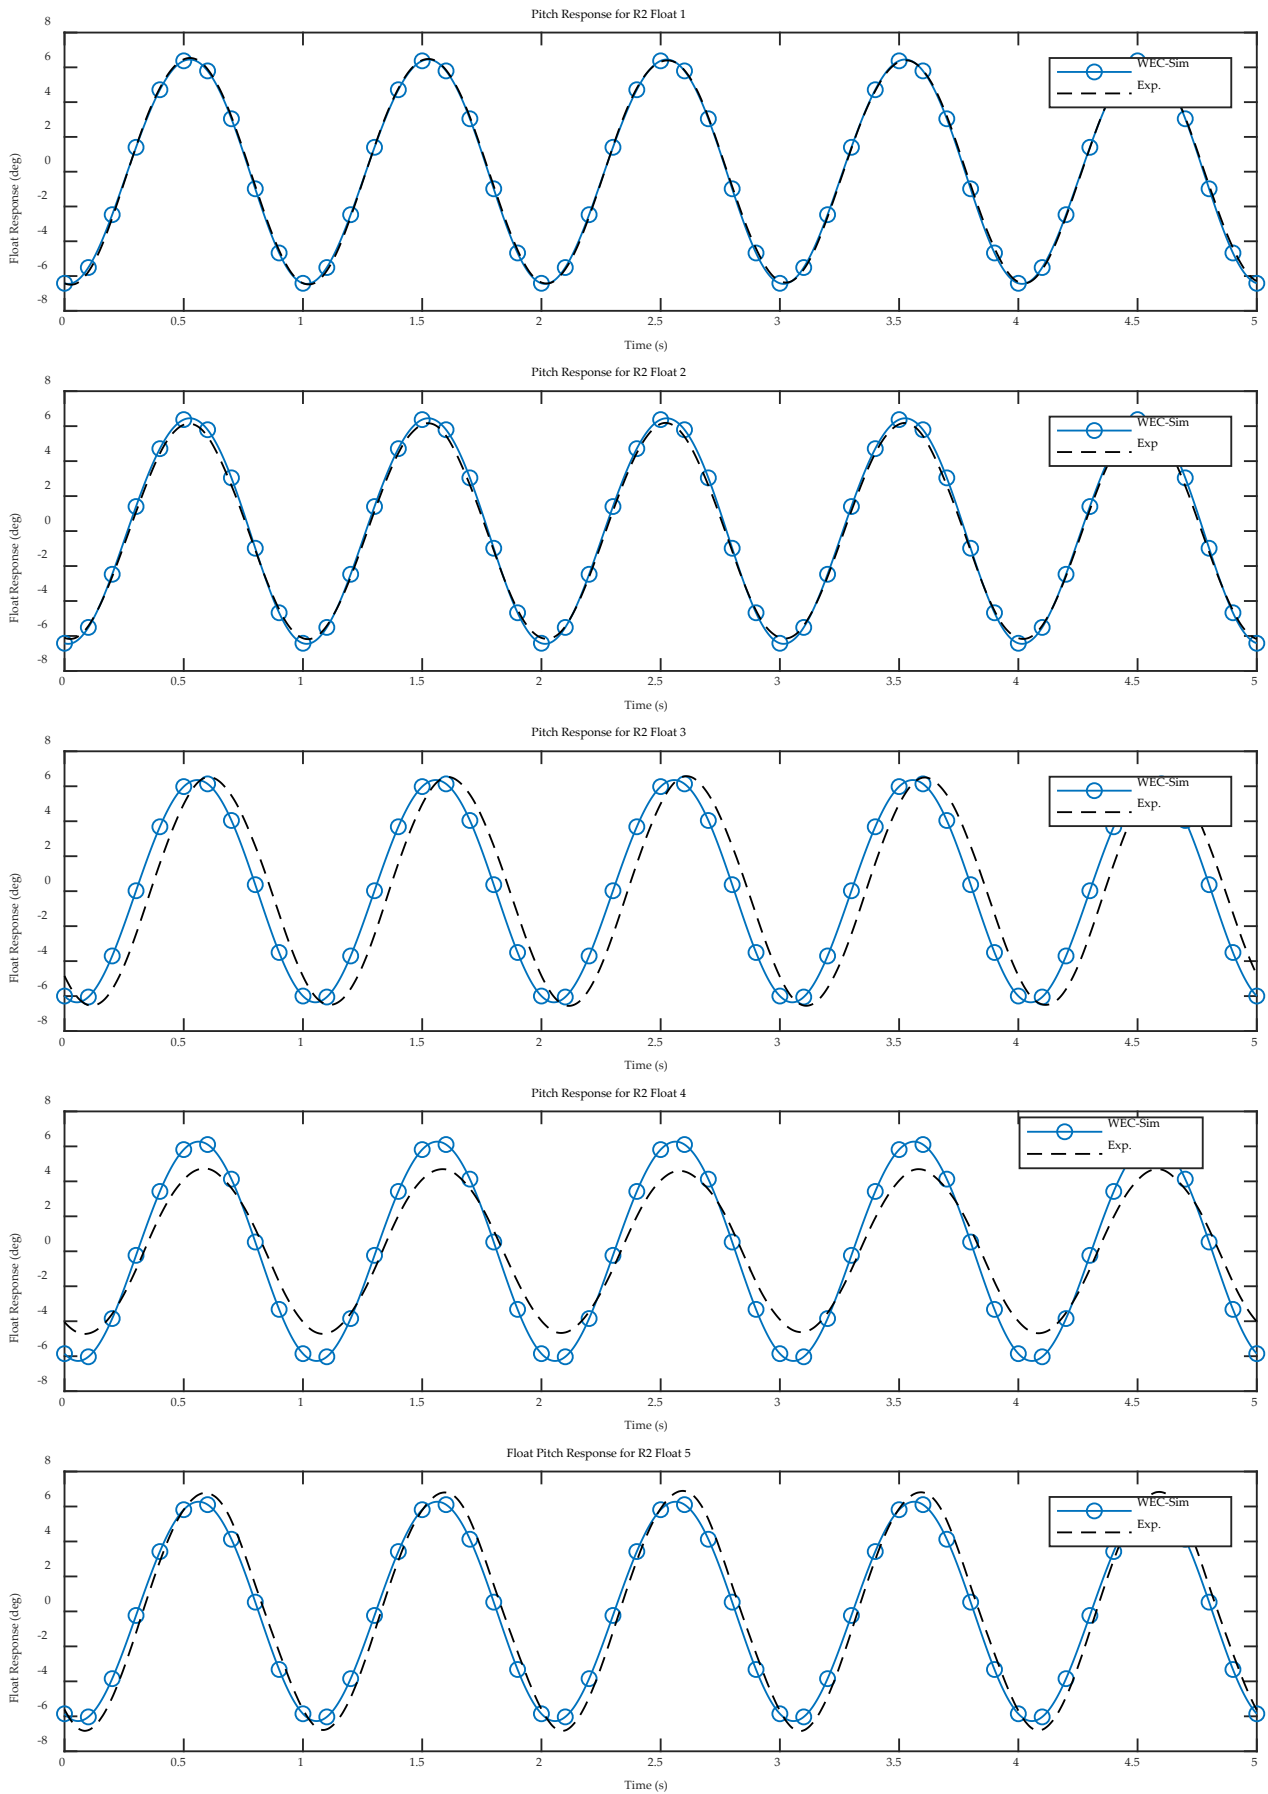 Pitch Response for R2 Float 1
8
6
2
0
-2
-4
-6
-8
Float Response (deg)
WEC-Sim
Exp.
0 0.5 1 1.5 2 2.5 3 3.5 4 4.5 5
Time (s)
Pitch Response for R2 Float 2
8
6
4
2
0
-2
-4
-6
-8
Float Response (deg)
WEC-Sim
Exp
0 0.5 1 1.5 2 2.5 3 3.5 4 4.5 5
Time (s)
Pitch Response for R2 Float 3
8
6
4
2
0
-2
-4
-6
-8
Float Response (deg)
WEC-Sim
Exp.
0 0.5 1 1.5 2 2.5 3 3.5 4 4.5 5
Time (s)
Pitch Response for R2 Float 4
8
6
4
2
0
-2
-4
-6
-8
Float Response (deg)
WEC-Sim
Exp.
0 0.5 1 1.5 2 2.5 3 3.5 4 4.5 5
Time (s)
Float Pitch Response for R2 Float 5
8
6
4
2
0
-2
-4
-6
-8
Float Response (deg)
WEC-Sim
Exp.
0 0.5 1 1.5 2 2.5 3 3.5 4 4.5 5
Time (s)